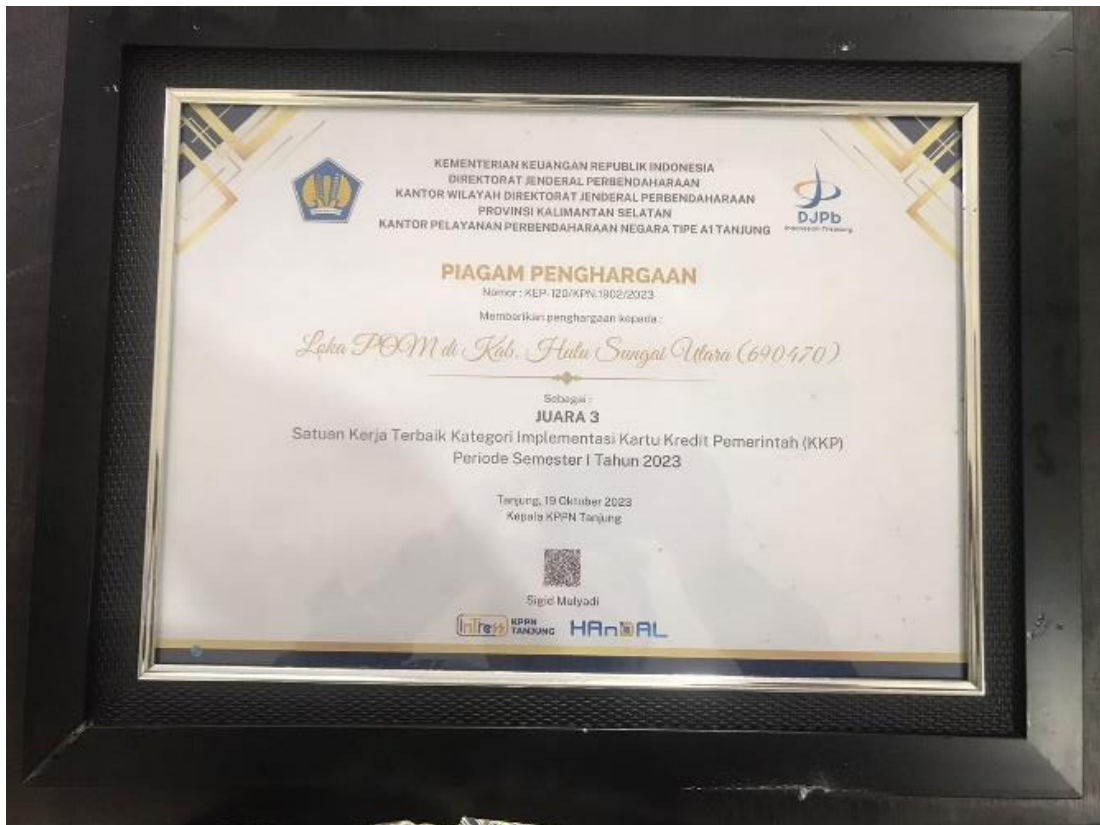 KEMENTERIAN KEUANGAN REPUBLIK INDONESIA
DIREKTORAT JENDERAL PERBENDAHARAAN
KANTOR WILAYAH DIREKTORAT JENDERAL PERBENDAHARAAN
PROVINSI KALIMANTAN SELATAN
KANTOR PELAYANAN PERBENDAHARAAN NEGARA TIPE A1 TANJUNG
DJPb
PIAGAM PENGHARGAAN
Nomor : KEP-120/KPN.1902/2023
Memberikan penghargaan kepada :
Loka POM di Kab. Hulu Sungai Utara (690470)
Sebagai :
JUARA 3
Satuan Kerja Terbaik Kategori Implementasi Kartu Kredit Pemerintah (KKP)
Periode Semester I Tahun 2023
Tanjung, 19 Oktober 2023
Kepala KPPN Tanjung
Sigid Mulyadi
InTress KPPN TANJUNG HAnDAL